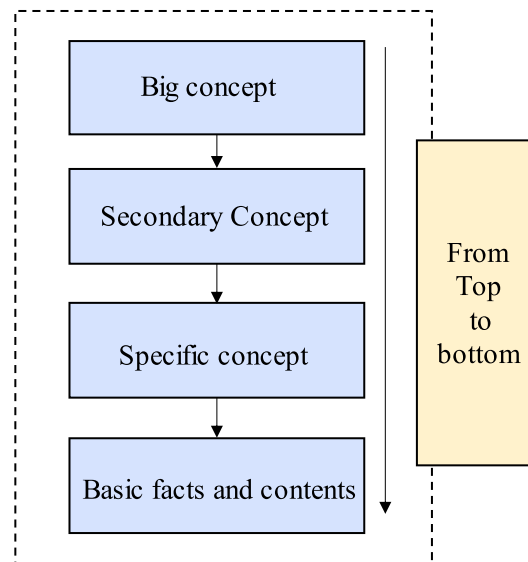 Big concept
Secondary Concept
Specific concept
Basic facts and contents
From
Top
to
bottom